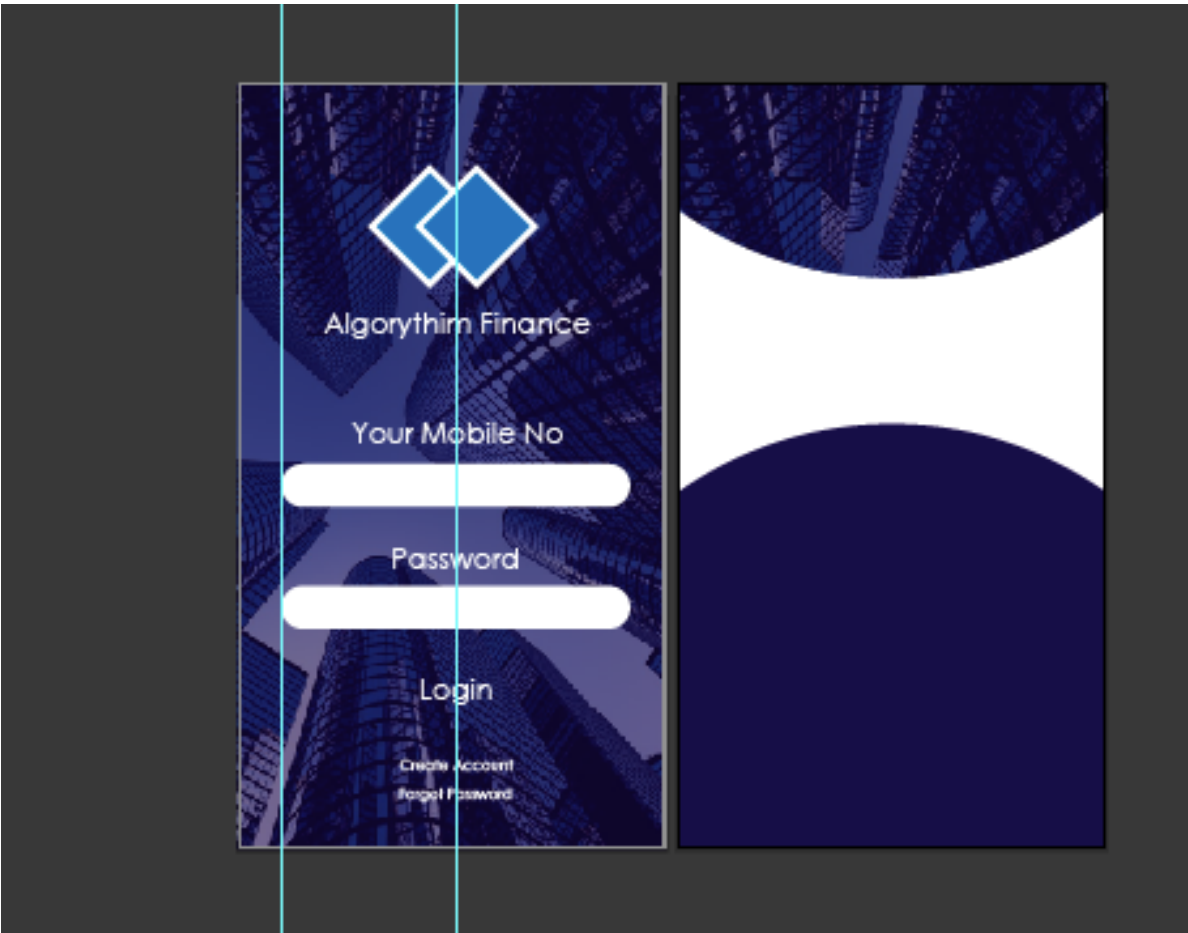 Algorythim Finance
Your Mobile No
Password
Login
Create Account
Forgot Password